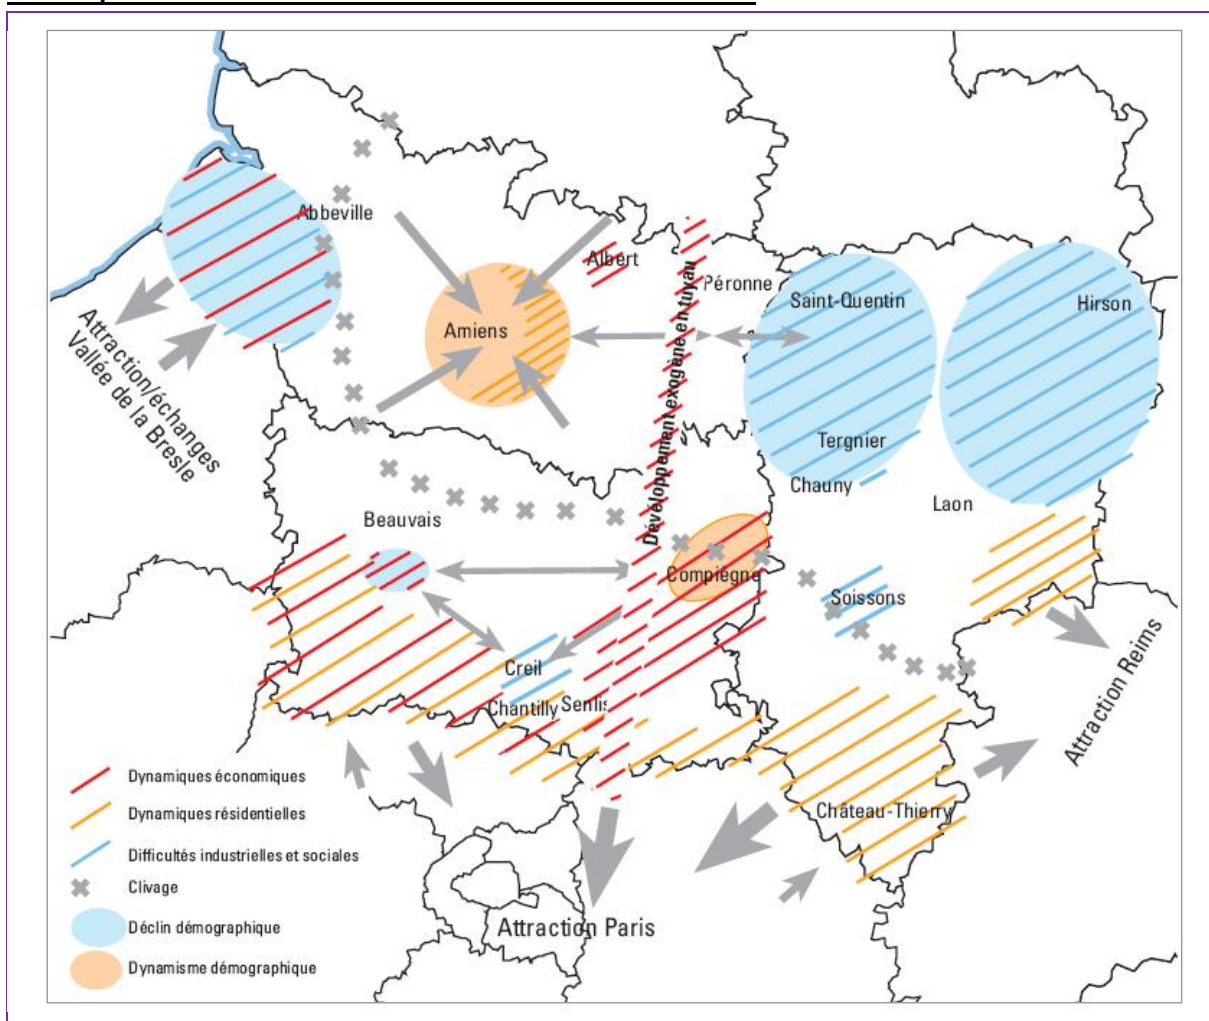 Abbeville
Albert
Péronne
Saint-Quentin
Hirson
Amiens
Attraction/échanges
Vallée de la Bresle
Développement exogène en tuyau
Tergnier
Chauny
Laon
Beauvais
Compiègne
Soissons
Creil
Chantilly
Senlis
Attraction Reims
Château-Thierry
Attraction Paris
Dynamiques économiques
Dynamiques résidentielles
Difficultés industrielles et sociales
Clivage
Déclin démographique
Dynamisme démographique